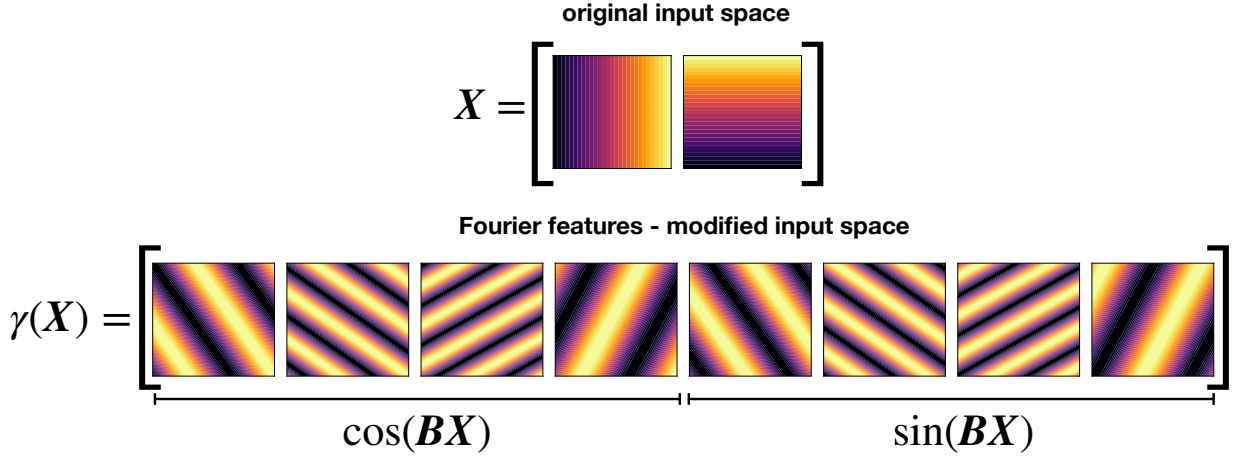 original input space
X =
Fourier features - modified input space
γ(X) =
cos(BX)
sin(BX)